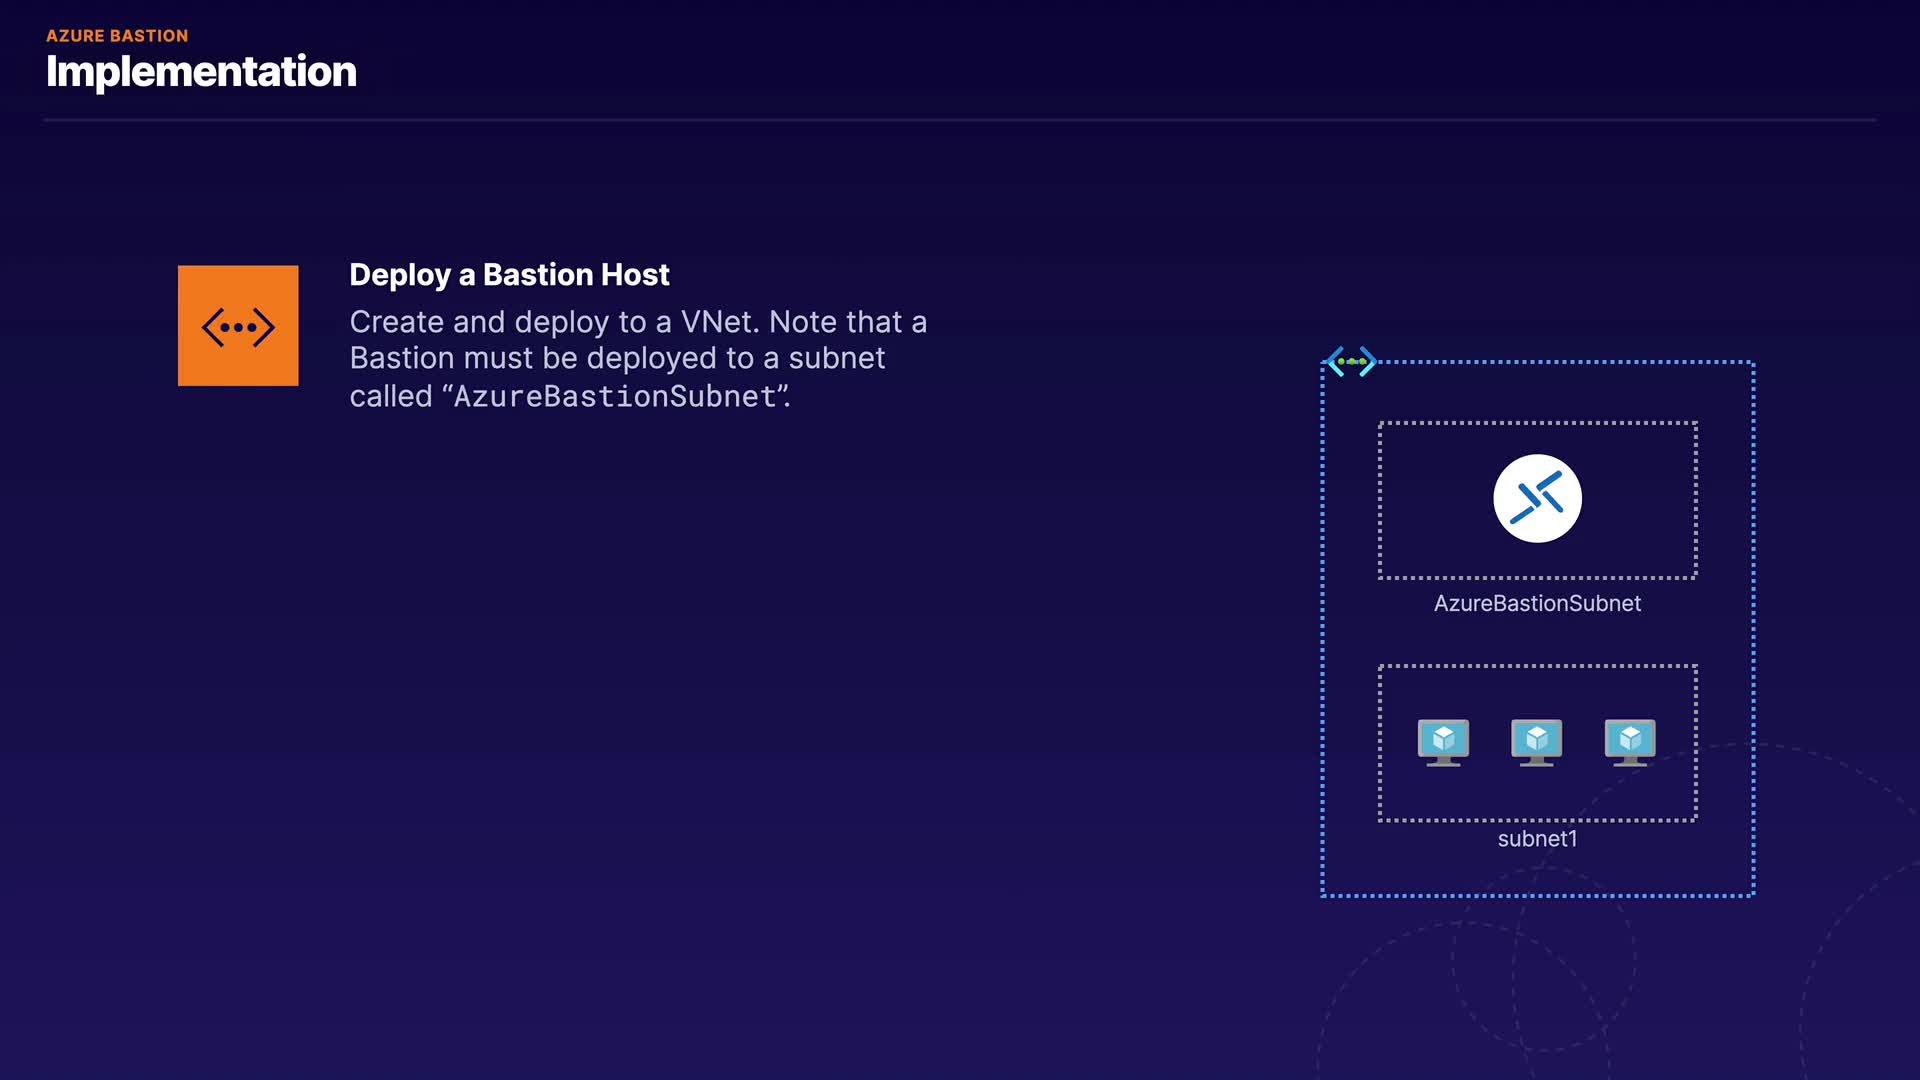 AZURE BASTION
Implementation
Deploy a Bastion Host
Create and deploy to a VNet. Note that a
Bastion must be deployed to a subnet
called “AzureBastionSubnet”.
AzureBastionSubnet
subnet1